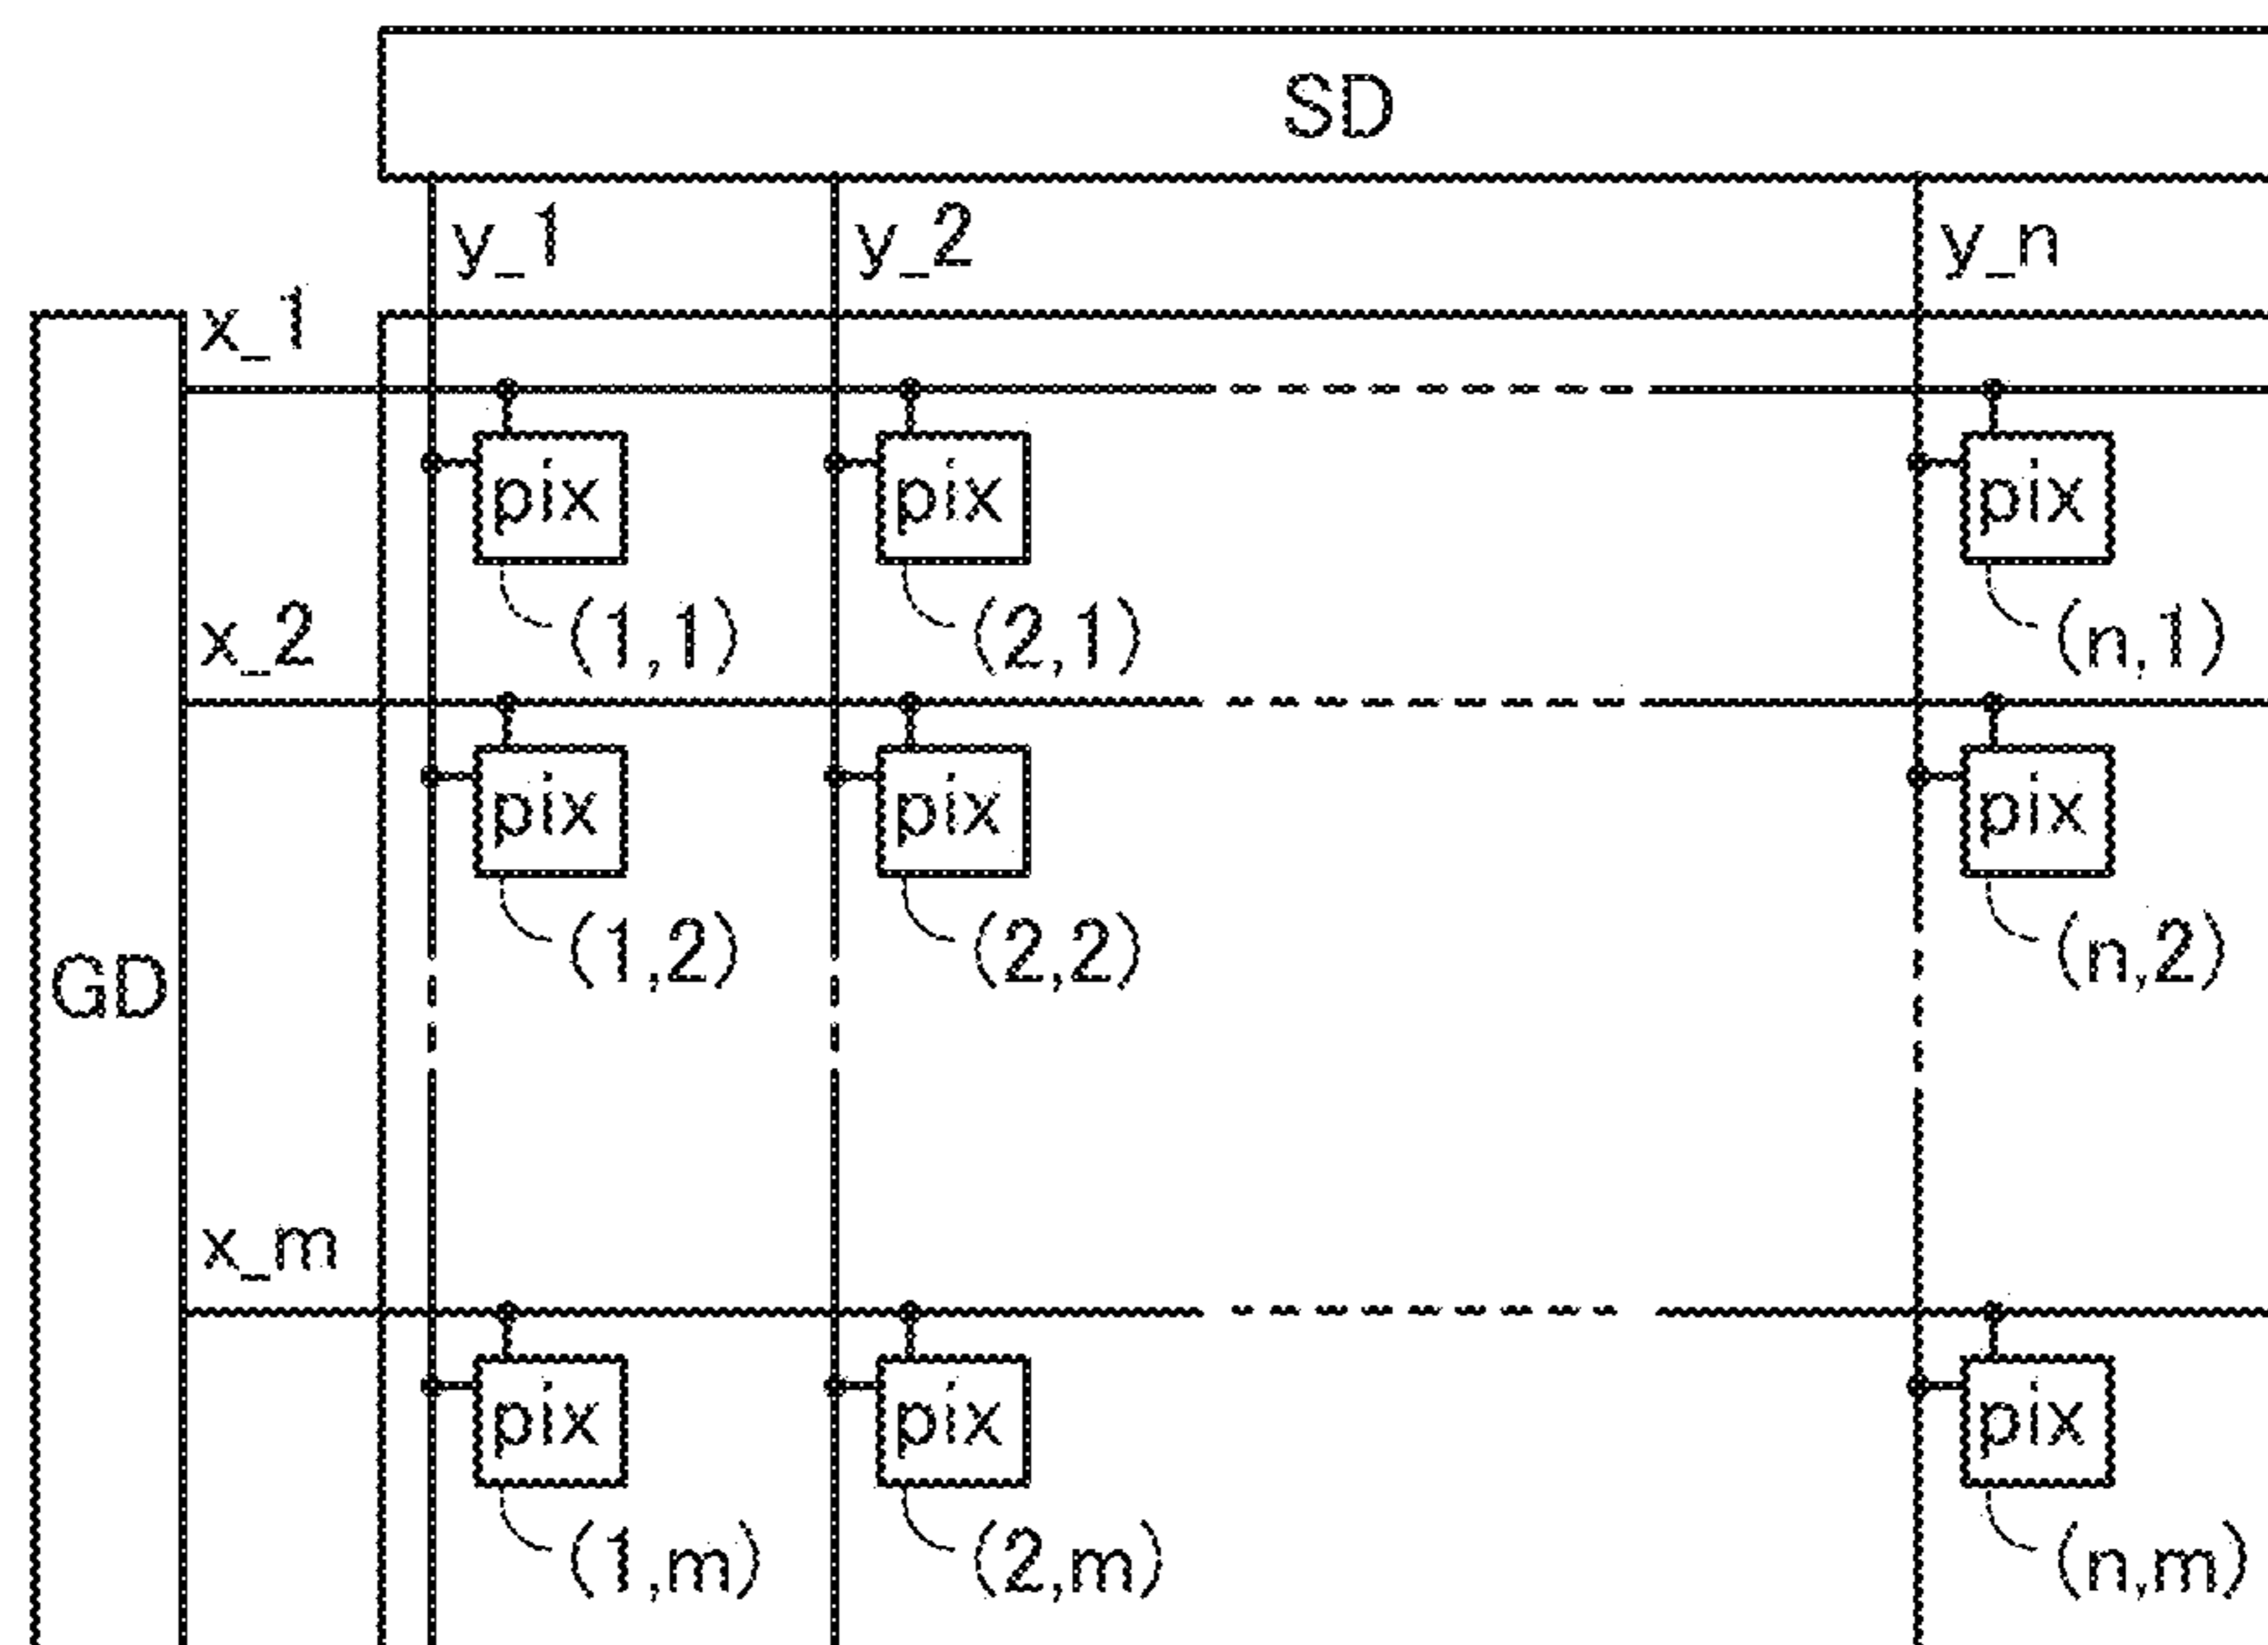 SD
y_1 y_2 y_n
x_1
pix pix pix
(1,1) (2,1) (n,1)
x_2
pix pix pix
(1,2) (2,2) (n,2)
GD
x_m
pix pix pix
(1,m) (2,m) (n,m)